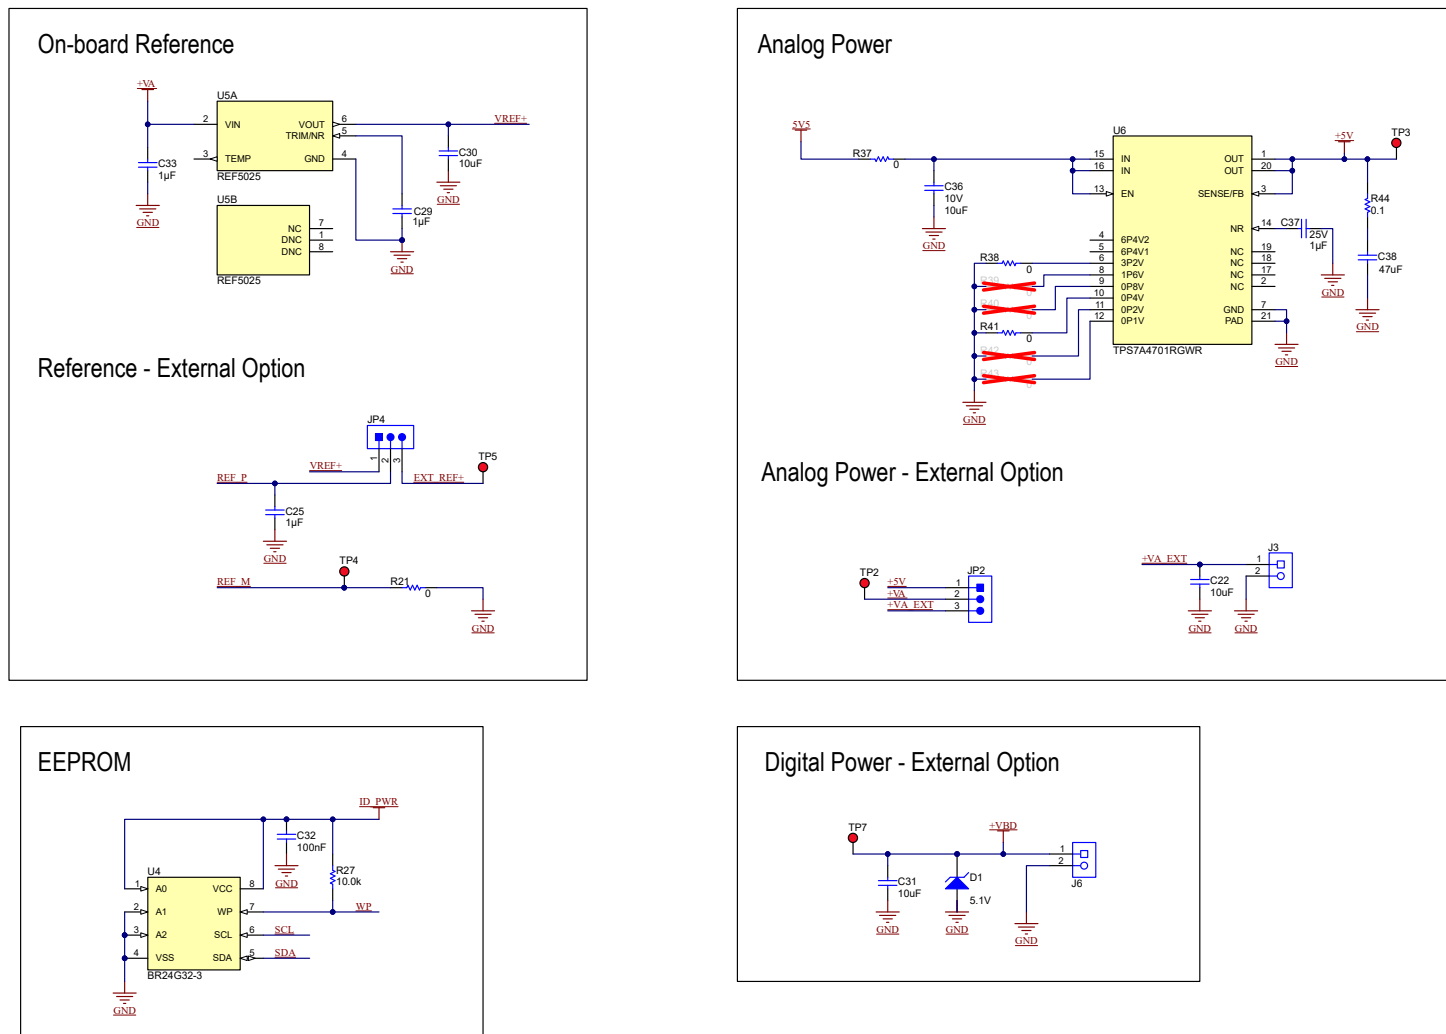 On-board Reference
+VA
U5A
2 VIN VOUT 6 VREF+
TRIM/NR 5
3 TEMP GND 4
REF5025
C33
1µF
GND
C30
10uF
GND
C29
1µF
GND
U5B
NC 7
DNC 1
DNC 8
REF5025
Reference - External Option
JP4
1 2 3
VREF+
REF_P
EXT_REF+
TP5
C25
1µF
GND
TP4
REF_M
R21
0
GND
Analog Power
5V5
R37
0
C36
10V
10uF
GND
U6
15 IN OUT 1
16 IN OUT 20
13 EN SENSE/FB 3
NR 14
4 6P4V2
5 6P4V1 NC 19
6 3P2V NC 18
8 1P6V NC 17
9 0P8V NC 2
10 0P4V
11 0P2V GND 7
12 0P1V PAD 21
TPS7A4701RGWR
+5V
TP3
R44
0.1
C37
25V
1µF
GND
C38
47uF
GND
GND
R38
0
R39
R40
R41
0
R42
R43
GND
Analog Power - External Option
TP2
JP2
+5V 1
+VA 2
+VA_EXT 3
+VA_EXT
J3
1
2
C22
10uF
GND
GND
EEPROM
ID_PWR
C32
100nF
GND
R27
10.0k
U4
1 A0 VCC 8
2 A1 WP 7 WP
3 A2 SCL 6 SCL
4 VSS SDA 5 SDA
BR24G32-3
GND
Digital Power - External Option
TP7
+VBD
1
2
J6
C31
10uF
GND
D1
5.1V
GND
GND